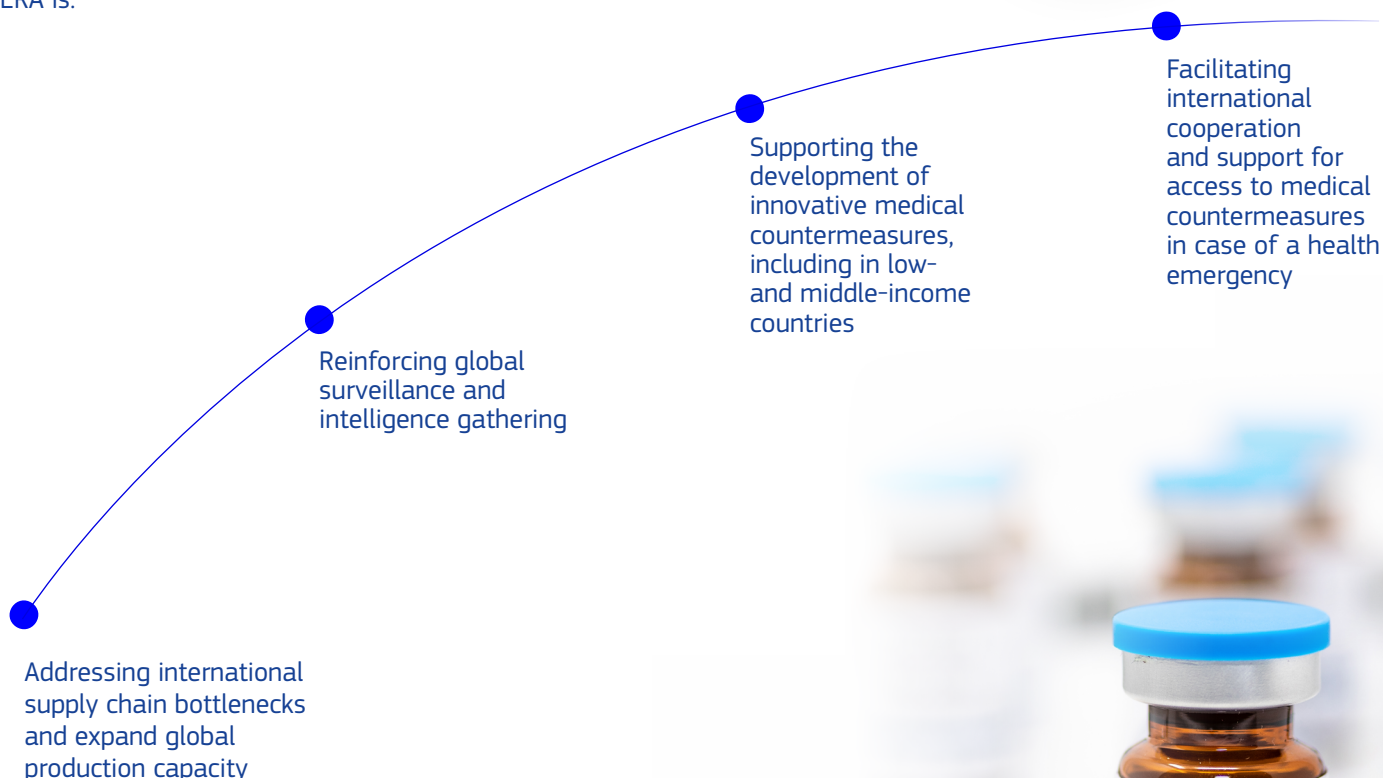 ERA is:
Facilitating
international
cooperation
and support for
access to medical
countermeasures
in case of a health
emergency
Supporting the
development of
innovative medical
countermeasures,
including in low-
and middle-income
countries
Reinforcing global
surveillance and
intelligence gathering
Addressing international
supply chain bottlenecks
and expand global
production capacity